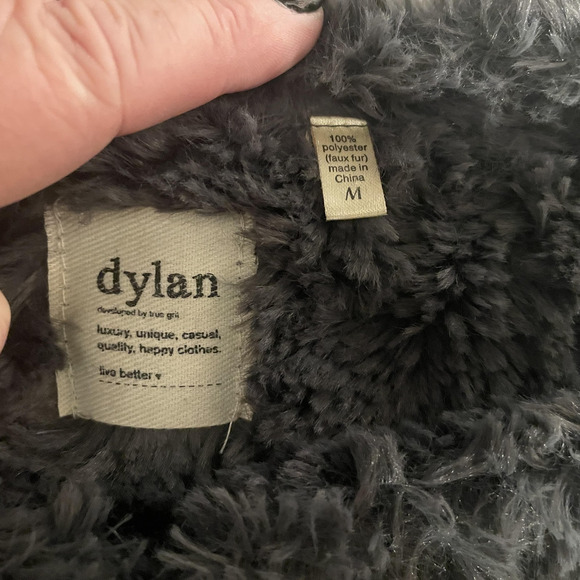 dylan
developed by true grit
luxury, unique, casual,
quality, happy clothes.
live better ♥
100%
polyester
(faux fur)
made in
China
M